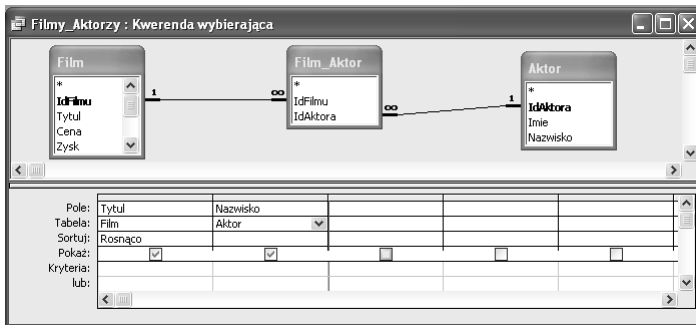 Filmy_Aktorzy : Kwerenda wybierająca
Film
*
IdFilmu
Tytul
Cena
Zysk
1
∞
Film_Aktor
*
IdFilmu
IdAktora
∞
1
Aktor
*
IdAktora
Imie
Nazwisko
Pole: Tytul Nazwisko
Tabela: Film Aktor
Sortuj: Rosnąco
Pokaż:
Kryteria:
lub: